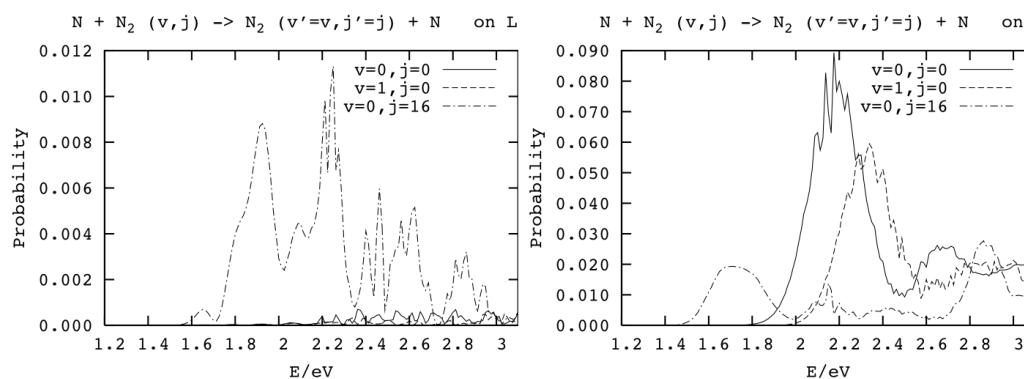 N + N2 (v,j) -> N2 (v'=v,j'=j) + N on L
0.012
0.010
0.008
0.006
0.004
0.002
0.000
Probability
v=0,j=0
v=1,j=0
v=0,j=16
1.2 1.4 1.6 1.8 2 2.2 2.4 2.6 2.8 3
E/eV
N + N2 (v,j) -> N2 (v'=v,j'=j) + N on
0.090
0.080
0.070
0.060
0.050
0.040
0.030
0.020
0.010
0.000
Probability
v=0,j=0
v=1,j=0
v=0,j=16
1.2 1.4 1.6 1.8 2 2.2 2.4 2.6 2.8 3
E/eV